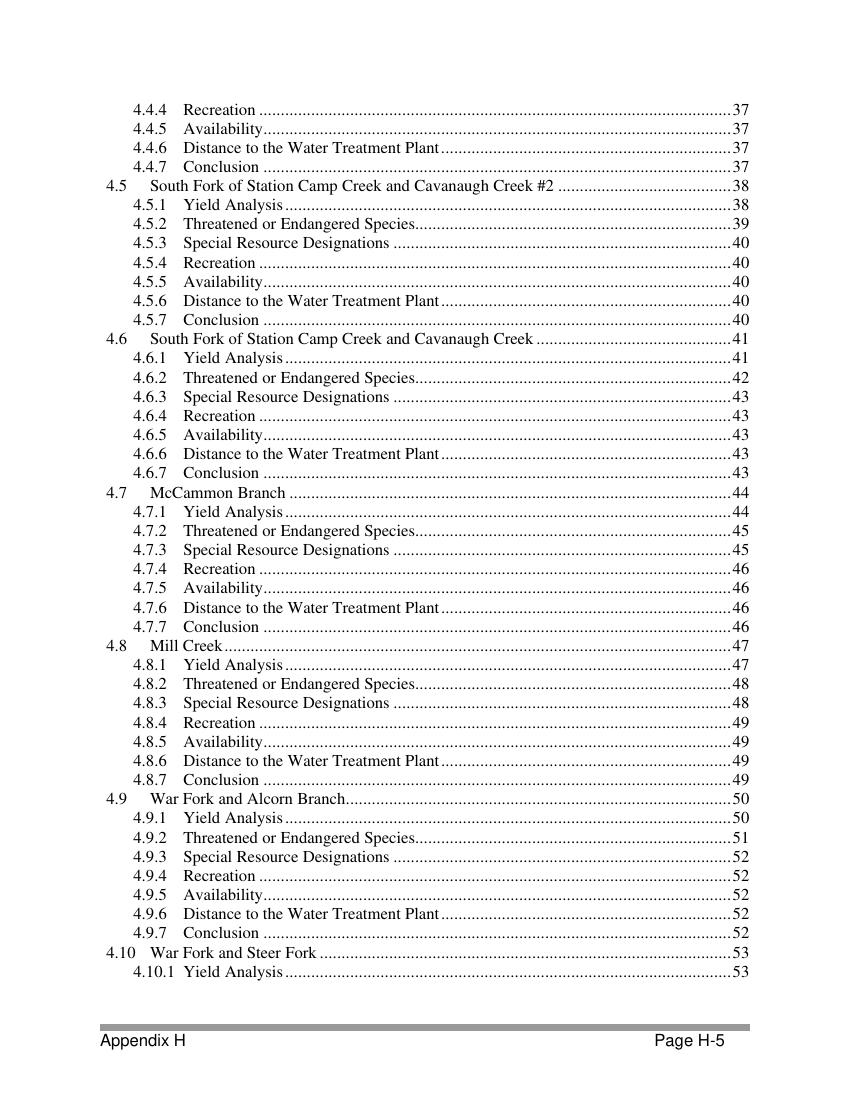 4.4.4 Recreation ..............................................................................................................37
4.4.5 Availability.............................................................................................................37
4.4.6 Distance to the Water Treatment Plant....................................................................37
4.4.7 Conclusion .............................................................................................................37
4.5 South Fork of Station Camp Creek and Cavanaugh Creek #2 ........................................38
4.5.1 Yield Analysis........................................................................................................38
4.5.2 Threatened or Endangered Species..........................................................................39
4.5.3 Special Resource Designations ...............................................................................40
4.5.4 Recreation ..............................................................................................................40
4.5.5 Availability.............................................................................................................40
4.5.6 Distance to the Water Treatment Plant....................................................................40
4.5.7 Conclusion .............................................................................................................40
4.6 South Fork of Station Camp Creek and Cavanaugh Creek .............................................41
4.6.1 Yield Analysis........................................................................................................41
4.6.2 Threatened or Endangered Species..........................................................................42
4.6.3 Special Resource Designations ...............................................................................43
4.6.4 Recreation ..............................................................................................................43
4.6.5 Availability.............................................................................................................43
4.6.6 Distance to the Water Treatment Plant....................................................................43
4.6.7 Conclusion .............................................................................................................43
4.7 McCammon Branch .......................................................................................................44
4.7.1 Yield Analysis........................................................................................................44
4.7.2 Threatened or Endangered Species..........................................................................45
4.7.3 Special Resource Designations ...............................................................................45
4.7.4 Recreation ..............................................................................................................46
4.7.5 Availability.............................................................................................................46
4.7.6 Distance to the Water Treatment Plant....................................................................46
4.7.7 Conclusion .............................................................................................................46
4.8 Mill Creek......................................................................................................................47
4.8.1 Yield Analysis........................................................................................................47
4.8.2 Threatened or Endangered Species..........................................................................48
4.8.3 Special Resource Designations ...............................................................................48
4.8.4 Recreation ..............................................................................................................49
4.8.5 Availability.............................................................................................................49
4.8.6 Distance to the Water Treatment Plant....................................................................49
4.8.7 Conclusion .............................................................................................................49
4.9 War Fork and Alcorn Branch..........................................................................................50
4.9.1 Yield Analysis........................................................................................................50
4.9.2 Threatened or Endangered Species..........................................................................51
4.9.3 Special Resource Designations ...............................................................................52
4.9.4 Recreation ..............................................................................................................52
4.9.5 Availability.............................................................................................................52
4.9.6 Distance to the Water Treatment Plant....................................................................52
4.9.7 Conclusion .............................................................................................................52
4.10 War Fork and Steer Fork ................................................................................................53
4.10.1 Yield Analysis........................................................................................................53
Appendix H Page H-5